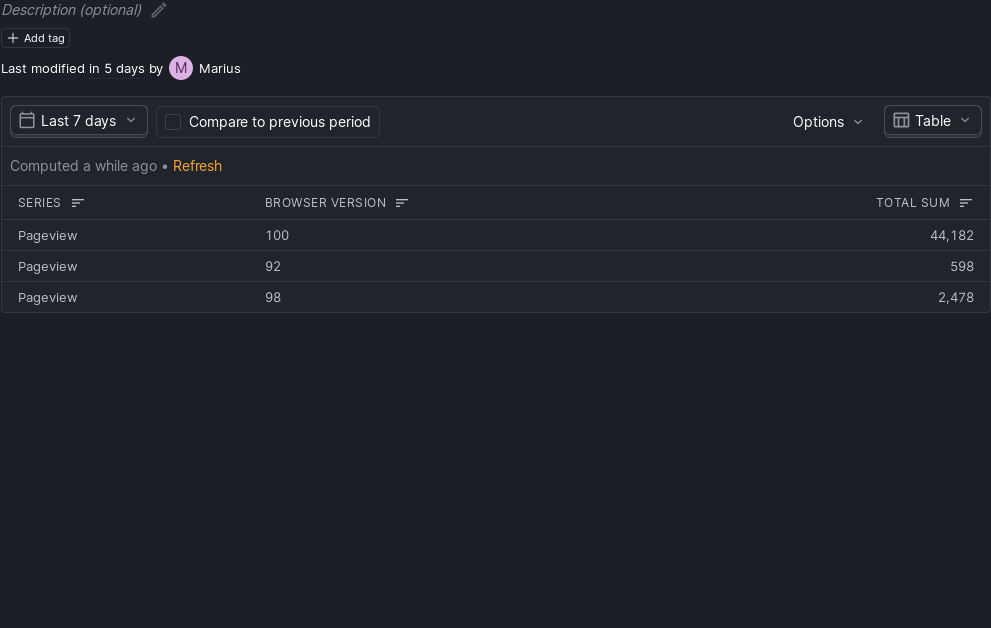 Description (optional)
Add tag
Last modified in 5 days by M Marius
Last 7 days Compare to previous period Options Table
Computed a while ago • Refresh
SERIES BROWSER VERSION TOTAL SUM
Pageview 100 44,182
Pageview 92 598
Pageview 98 2,478